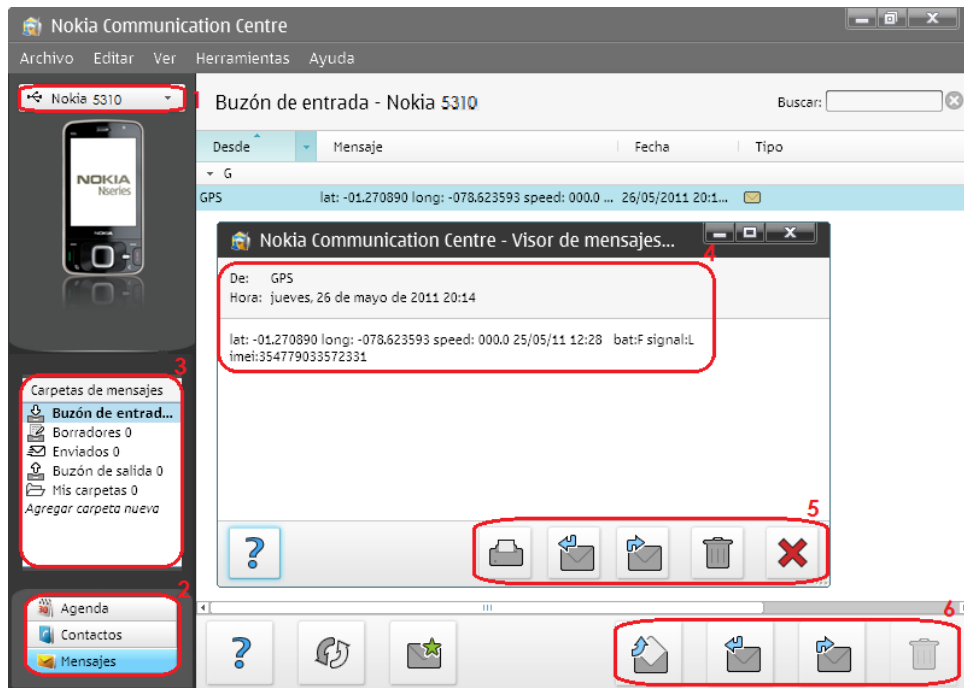 Nokia Communication Centre
Archivo Editar Ver Herramientas Ayuda
Nokia 5310
1
Buzón de entrada - Nokia 5310
Buscar:
NOKIA
Nseries
NOKIA
Desde Mensaje Fecha Tipo
G
GPS lat: -01.270890 long: -078.623593 speed: 000.0 ... 26/05/2011 20:1...
Nokia Communication Centre - Visor de mensajes...
4
De: GPS
Hora: jueves, 26 de mayo de 2011 20:14
lat: -01.270890 long: -078.623593 speed: 000.0 25/05/11 12:28 bat:F signal:L
imei:354779033572331
3
Carpetas de mensajes
Buzón de entrad...
Borradores 0
Enviados 0
Buzón de salida 0
Mis carpetas 0
Agregar carpeta nueva
5
?
2
Agenda
Contactos
Mensajes
6
?